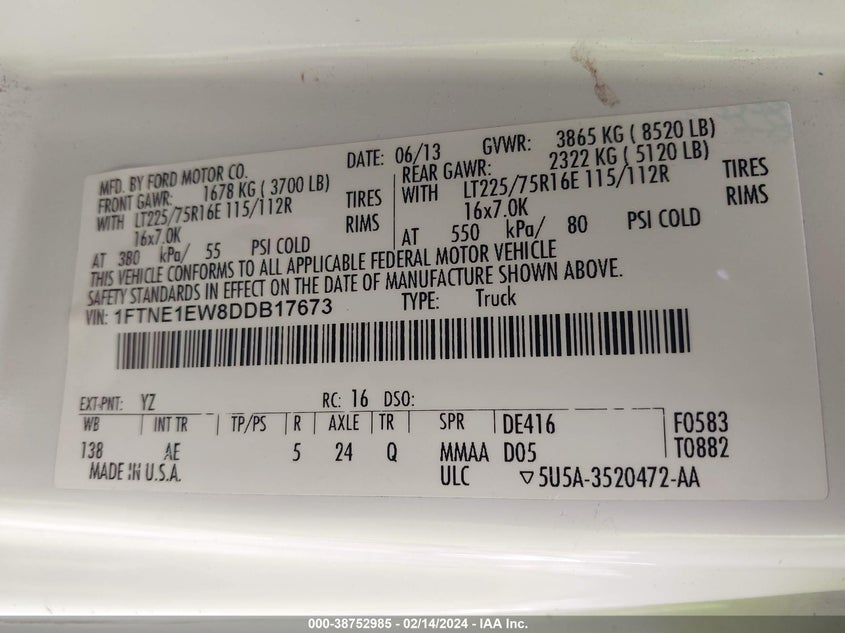 MFD. BY FORD MOTOR CO. DATE: 06/13 GVWR: 3865 KG ( 8520 LB)
FRONT GAWR: 1678 KG ( 3700 LB) REAR GAWR: 2322 KG ( 5120 LB)
WITH LT225/75R16E 115/112R TIRES WITH LT225/75R16E 115/112R TIRES
16x7.0K RIMS 16x7.0K RIMS
AT 380 kPa/ 55 PSI COLD AT 550 kPa/ 80 PSI COLD
THIS VEHICLE CONFORMS TO ALL APPLICABLE FEDERAL MOTOR VEHICLE
SAFETY STANDARDS IN EFFECT ON THE DATE OF MANUFACTURE SHOWN ABOVE.
VIN: 1FTNE1EW8DDB17673 TYPE: Truck
EXT PNT: YZ RC: 16 DSO:
WB INT TR TP/PS R AXLE TR SPR DE416 F0583
138 AE 5 24 Q MMAA D05 T0882
MADE IN U.S.A. ULC ▽5U5A-3520472-AA
000-38752985 - 02/14/2024 - IAA Inc.